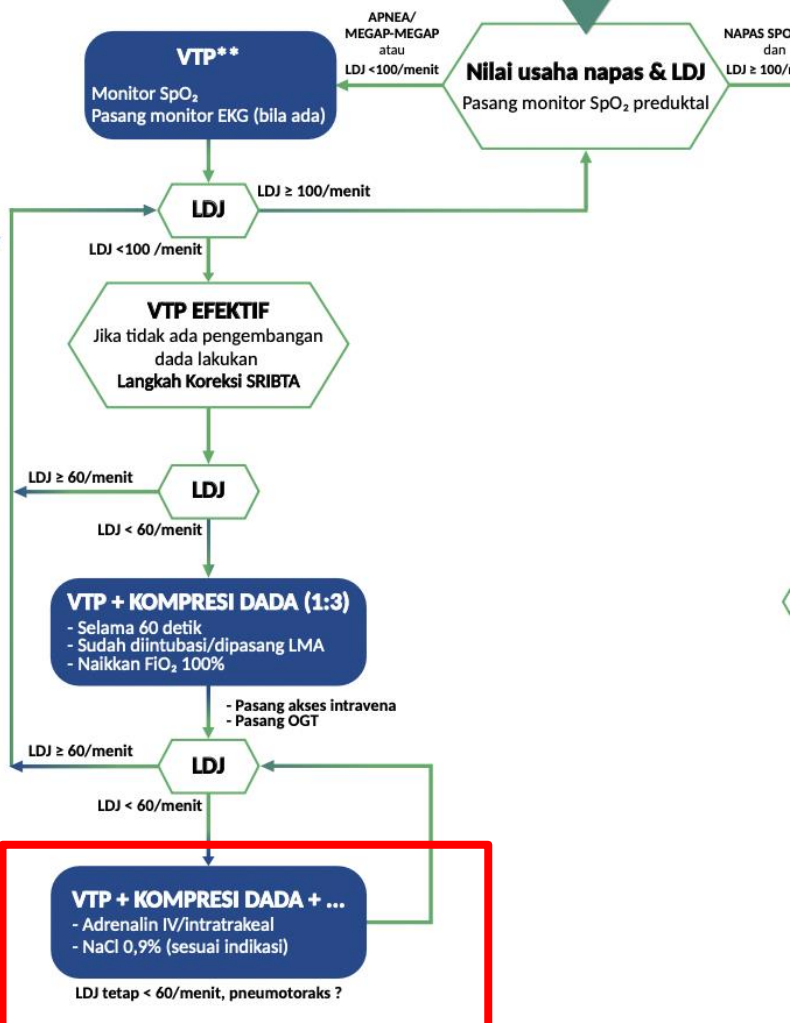 APNEA/
MEGAP-MEGAP
atau
LDJ <100/menit
VTP**
Monitor SpO₂
Pasang monitor EKG (bila ada)
Nilai usaha napas & LDJ
Pasang monitor SpO₂ preduktal
NAPAS
dan
LDJ ≥
LDJ
LDJ ≥ 100/menit
LDJ <100 /menit
VTP EFEKTIF
Jika tidak ada pengembangan
dada lakukan
Langkah Koreksi SRIBTA
LDJ ≥ 60/menit
LDJ
LDJ < 60/menit
VTP + KOMPRESI DADA (1:3)
- Selama 60 detik
- Sudah diintubasi/dipasang LMA
- Naikkan FiO₂ 100%
- Pasang akses intravena
- Pasang OGT
LDJ ≥ 60/menit
LDJ
LDJ < 60/menit
VTP + KOMPRESI DADA + ...
- Adrenalin IV/intratrakeal
- NaCl 0,9% (sesuai indikasi)
LDJ tetap < 60/menit, pneumotoraks ?